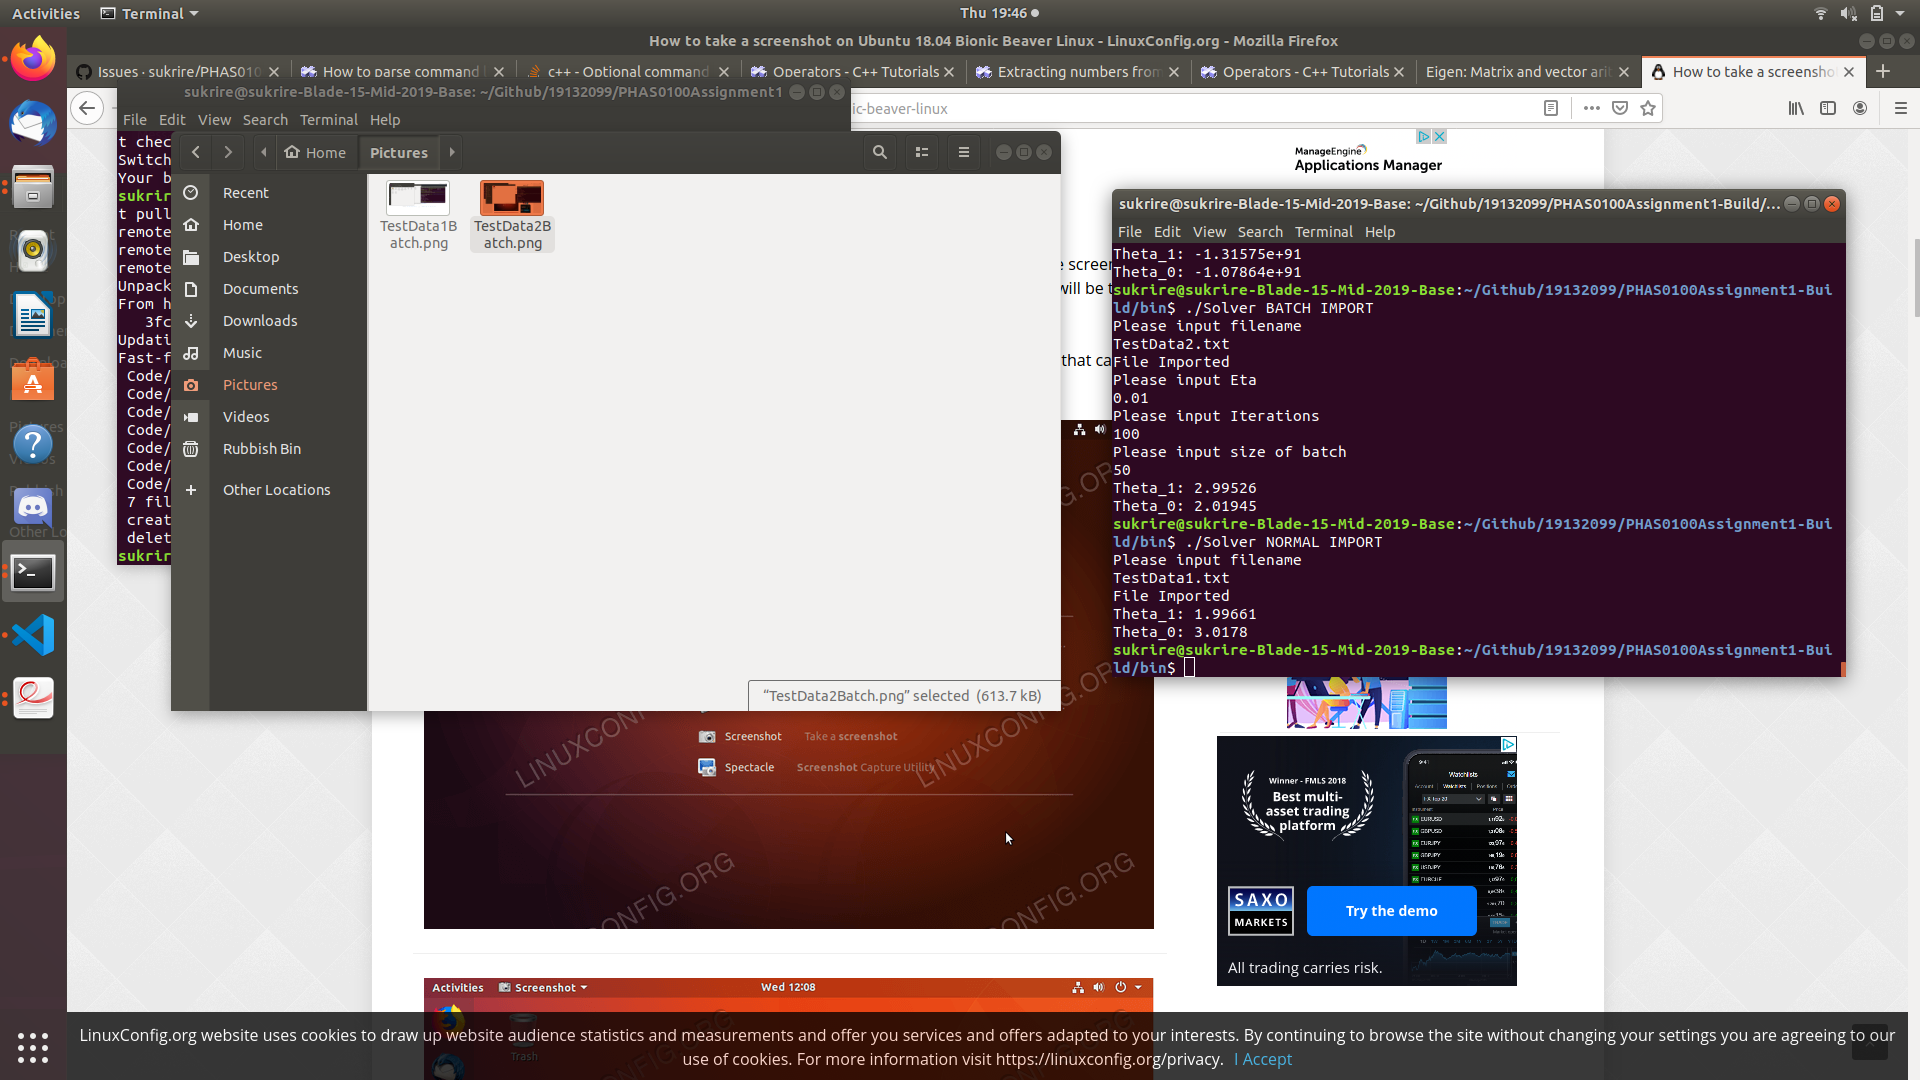 Activities
Terminal
Thu 19:46
How to take a screenshot on Ubuntu 18.04 Bionic Beaver Linux - LinuxConfig.org - Mozilla Firefox
Issues · sukrire/PHAS010
How to parse command
c++ - Optional command
Operators - C++ Tutorials
Extracting numbers from
Operators - C++ Tutorials
Eigen: Matrix and vector ari
How to take a screenshot
ic-beaver-linux
sukrire@sukrire-Blade-15-Mid-2019-Base: ~/Github/19132099/PHAS0100Assignment1
File Edit View Search Terminal Help
t chec
Switch
Your b
sukrir
t pull
remote
remote
remote
Unpack
From h
3fc
Updati
Fast-f
Code/
Code/
Code/
Code/
Code/
Code/
Code/
7 fil
creat
delet
sukrir
Home
Pictures
Recent
Home
Desktop
Documents
Downloads
Music
Pictures
Videos
Rubbish Bin
Other Locations
TestData1B
atch.png
TestData2B
atch.png
“TestData2Batch.png” selected (613.7 kB)
e screen
will be t
that ca
ManageEngine
Applications Manager
sukrire@sukrire-Blade-15-Mid-2019-Base: ~/Github/19132099/PHAS0100Assignment1-Build/...
File Edit View Search Terminal Help
Theta_1: -1.31575e+91
Theta_0: -1.07864e+91
sukrire@sukrire-Blade-15-Mid-2019-Base:~/Github/19132099/PHAS0100Assignment1-Bui
ld/bin$ ./Solver BATCH IMPORT
Please input filename
TestData2.txt
File Imported
Please input Eta
0.01
Please input Iterations
100
Please input size of batch
50
Theta_1: 2.99526
Theta_0: 2.01945
sukrire@sukrire-Blade-15-Mid-2019-Base:~/Github/19132099/PHAS0100Assignment1-Bui
ld/bin$ ./Solver NORMAL IMPORT
Please input filename
TestData1.txt
File Imported
Theta_1: 1.99661
Theta_0: 3.0178
sukrire@sukrire-Blade-15-Mid-2019-Base:~/Github/19132099/PHAS0100Assignment1-Bui
ld/bin$
Screenshot Take a screenshot
Spectacle Screenshot Capture Utility
LINUXCONFIG.ORG
Winner - FMLS 2018
Best multi-
asset trading
platform
Watchlists
SAXO
MARKETS
Try the demo
All trading carries risk.
Activities
Screenshot
Wed 12:08
Trash
LinuxConfig.org website uses cookies to draw up website audience statistics and measurements and offer you services and offers adapted to your interests. By continuing to browse the site without changing your settings you are agreeing to our
use of cookies. For more information visit https://linuxconfig.org/privacy. I Accept